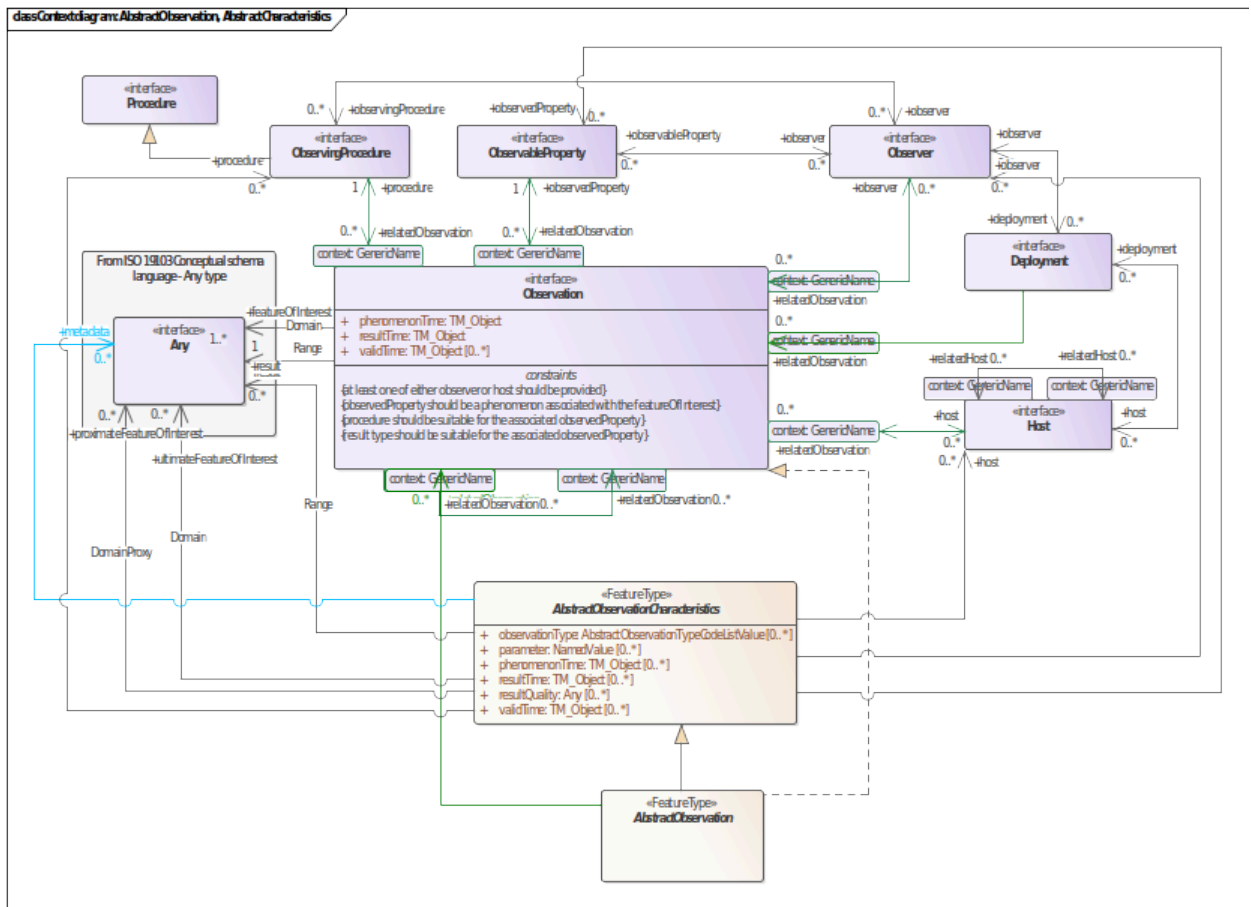 class Context diagram: AbstractObservation, AbstractCharacteristics
«interface»
Procedure
0..*
+observingProcedure
+observedProperty
0..*
0..*
+observer
«interface»
ObservingProcedure
«interface»
ObservableProperty
+observableProperty
0..*
+observer
0..*
«interface»
Observer
+observer
+observer
0..*
+procedure
0..*
1
+procedure
1
+observedProperty
+observer
0..*
+deployment
0..*
0..*
+relatedObservation
0..*
+relatedObservation
context: GenericName
context: GenericName
«interface»
Deployment
+deployment
0..*
From ISO 19103 Conceptual schema
language - Any type
«interface»
Observation
+ phenomenonTime: TM_Object
+ resultTime: TM_Object
+ validTime: TM_Object [0..*]
constraints
{at least one of either observer or host should be provided}
{observedProperty should be a phenomenon associated with the featureOfInterest}
{procedure should be suitable for the associated observedProperty}
{result type should be suitable for the associated observedProperty}
0..*
context: GenericName
+relatedObservation
0..*
context: GenericName
+relatedObservation
+featureOfInterest
Domain
+metadata
0..*
«interface»
Any
1..*
1
Range
+result
0..*
+relatedHost 0..*
+relatedHost 0..*
context: GenericName
context: GenericName
«interface»
Host
+host
0..*
0..*
context: GenericName
+relatedObservation
0..*
0..*
+host
0..*
0..*
+proximateFeatureOfInterest
+ultimateFeatureOfInterest
context: GenericName
context: GenericName
0..*
+relatedObservation 0..*
+relatedObservation 0..*
Range
Domain
DomainProxy
«FeatureType»
AbstractObservationCharacteristics
+ observationType: AbstractObservationTypeCodeListValue [0..*]
+ parameter: NamedValue [0..*]
+ phenomenonTime: TM_Object [0..*]
+ resultTime: TM_Object [0..*]
+ resultQuality: Any [0..*]
+ validTime: TM_Object [0..*]
«FeatureType»
AbstractObservation